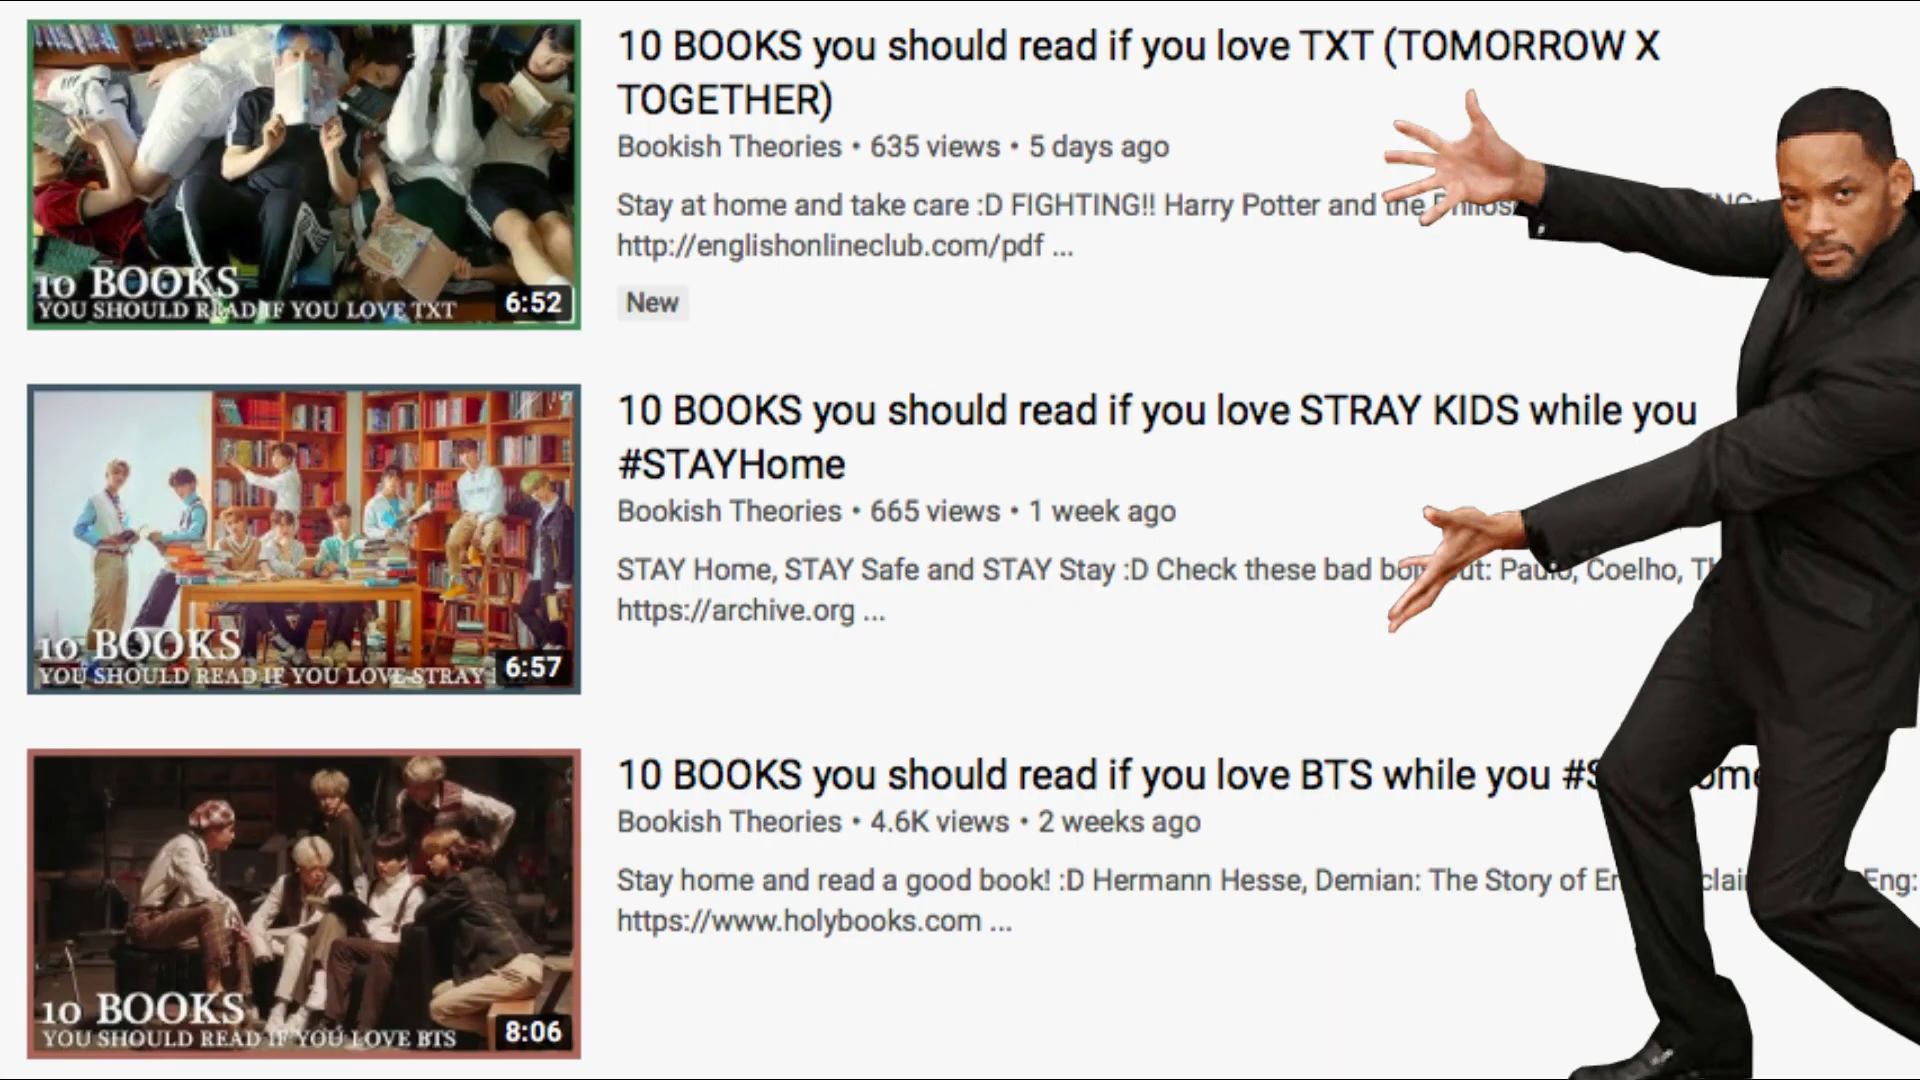 10 BOOKS you should read if you love TXT (TOMORROW X
TOGETHER)
Bookish Theories • 635 views • 5 days ago
Stay at home and take care :D FIGHTING!! Harry Potter and the
http://englishonlineclub.com/pdf ...
New
10 BOOKS
YOU SHOULD READ IF YOU LOVE TXT
6:52
10 BOOKS you should read if you love STRAY KIDS while you
#STAYHome
Bookish Theories • 665 views • 1 week ago
STAY Home, STAY Safe and STAY Stay :D Check these bad Coelho,
https://archive.org ...
10 BOOKS
YOU SHOULD READ IF YOU LOVE STRAY
6:57
10 BOOKS you should read if you love BTS while you
Bookish Theories • 4.6K views • 2 weeks ago
Stay home and read a good book! :D Hermann Hesse, Demian: The Story of Eng:
https://www.holybooks.com ...
10 BOOKS
YOU SHOULD READ IF YOU LOVE BTS
8:06